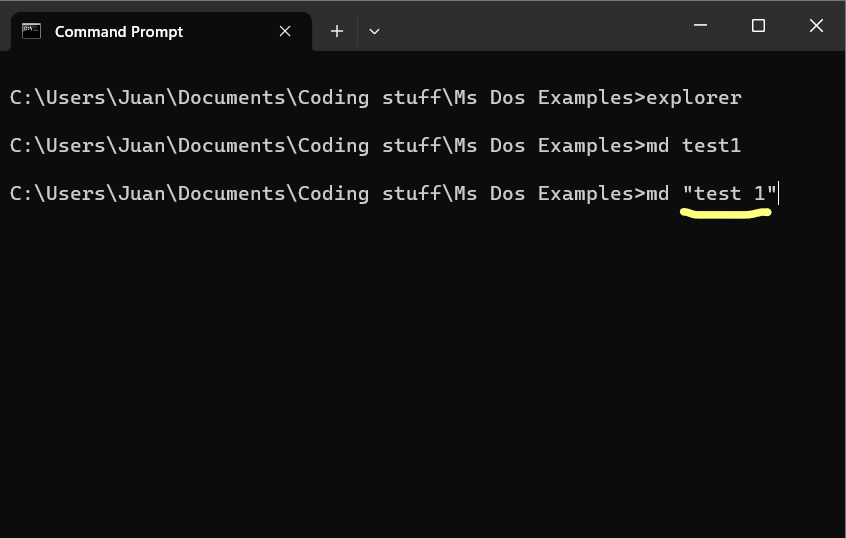 Command Prompt
C:\Users\Juan\Documents\Coding stuff\Ms Dos Examples>explorer
C:\Users\Juan\Documents\Coding stuff\Ms Dos Examples>md test1
C:\Users\Juan\Documents\Coding stuff\Ms Dos Examples>md "test 1"